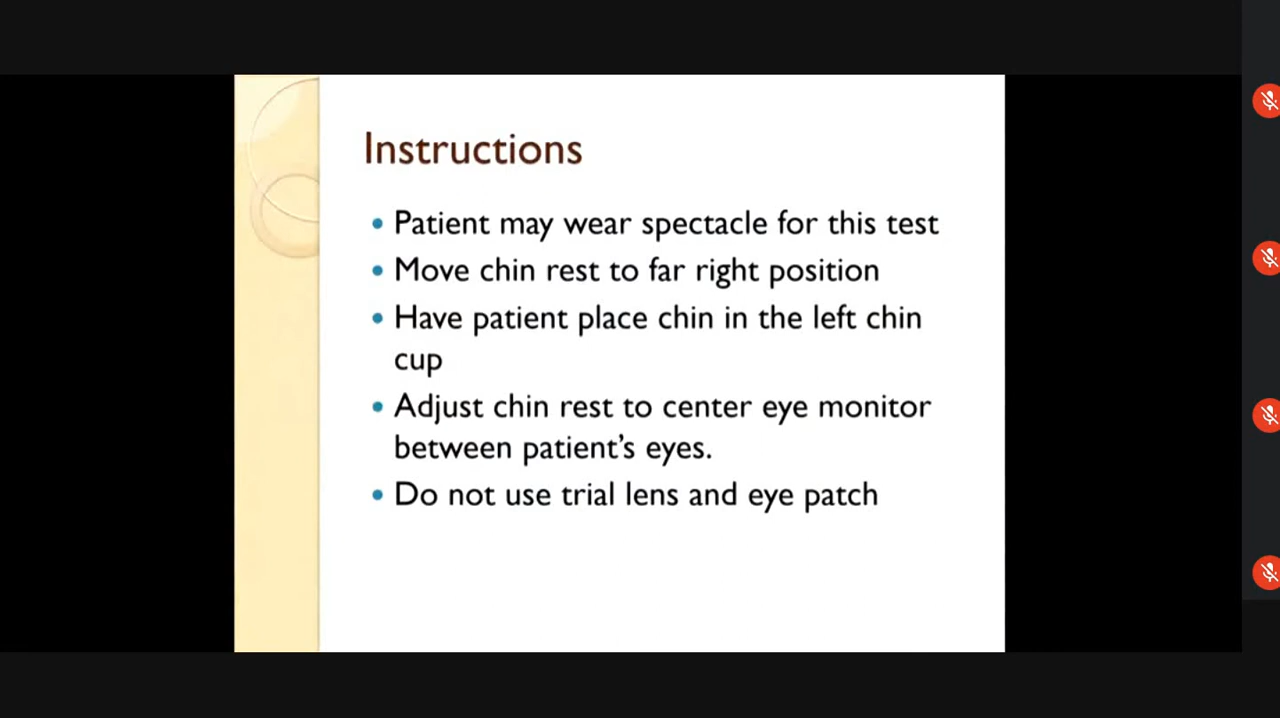 Instructions
• Patient may wear spectacle for this test
• Move chin rest to far right position
• Have patient place chin in the left chin
cup
• Adjust chin rest to center eye monitor
between patient’s eyes.
• Do not use trial lens and eye patch